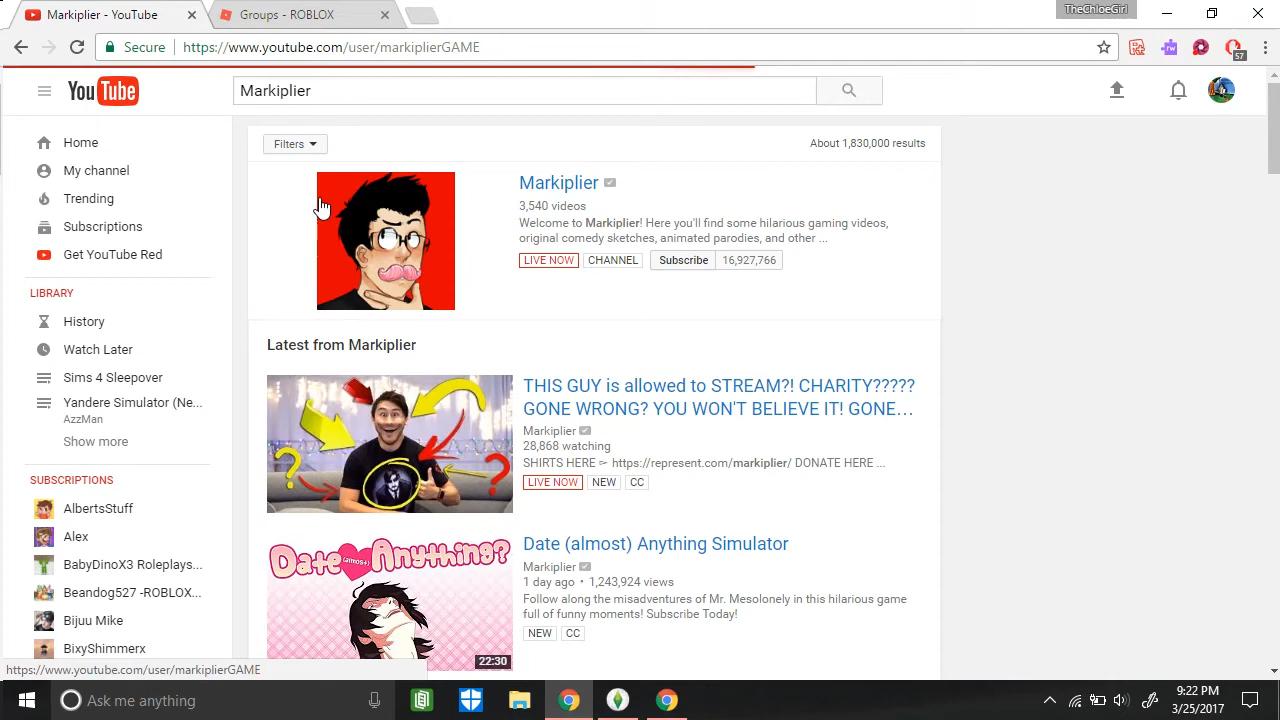 Markiplier - YouTube
Groups - ROBLOX
TheChloeGirl
Secure
https://www.youtube.com/user/markiplierGAME
57
YouTube
Markiplier
Home
My channel
Trending
Subscriptions
Get YouTube Red
LIBRARY
History
Watch Later
Sims 4 Sleepover
Yandere Simulator (Ne...
AzzMan
Show more
SUBSCRIPTIONS
AlbertsStuff
Alex
BabyDinoX3 Roleplays...
Beandog527 -ROBLOX...
Bijuu Mike
BixyShimmerx
Filters
About 1,830,000 results
Markiplier
3,540 videos
Welcome to Markiplier! Here you'll find some hilarious gaming videos,
original comedy sketches, animated parodies, and other ...
LIVE NOW CHANNEL Subscribe 16,927,766
Latest from Markiplier
THIS GUY is allowed to STREAM?! CHARITY?????
GONE WRONG? YOU WON'T BELIEVE IT! GONE...
Markiplier
28,868 watching
SHIRTS HERE ➢ https://represent.com/markiplier/ DONATE HERE ...
LIVE NOW NEW CC
Date (almost) Anything?
22:30
Date (almost) Anything Simulator
Markiplier
1 day ago • 1,243,924 views
Follow along the misadventures of Mr. Mesolonely in this hilarious game
full of funny moments! Subscribe Today!
NEW CC
https://www.youtube.com/user/markiplierGAME
Ask me anything
9:22 PM
3/25/2017